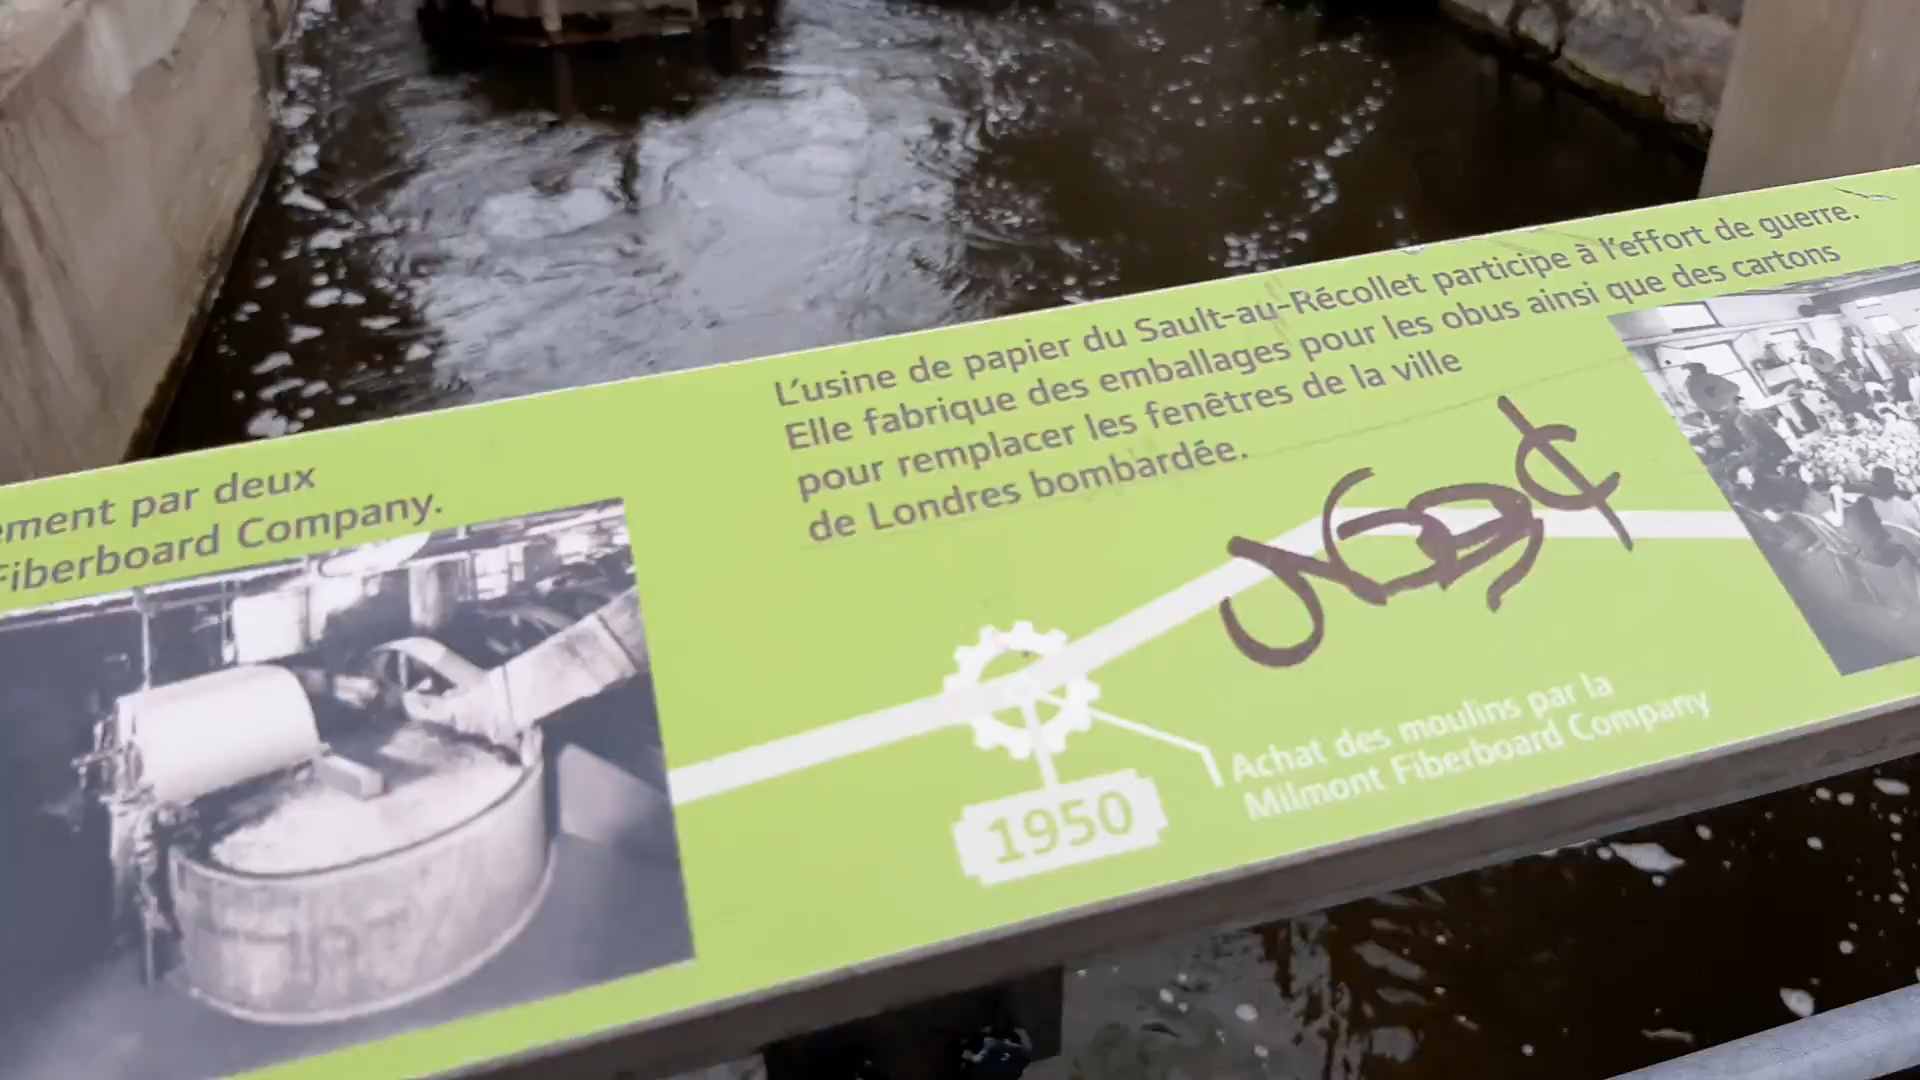 ment par deux
Fiberboard Company.
L'usine de papier du Sault-au-Récollet participe à l'effort de guerre.
Elle fabrique des emballages pour les obus ainsi que des cartons
pour remplacer les fenêtres de la ville
de Londres bombardée.
1950
Achat des moulins par la
Milmont Fiberboard Company